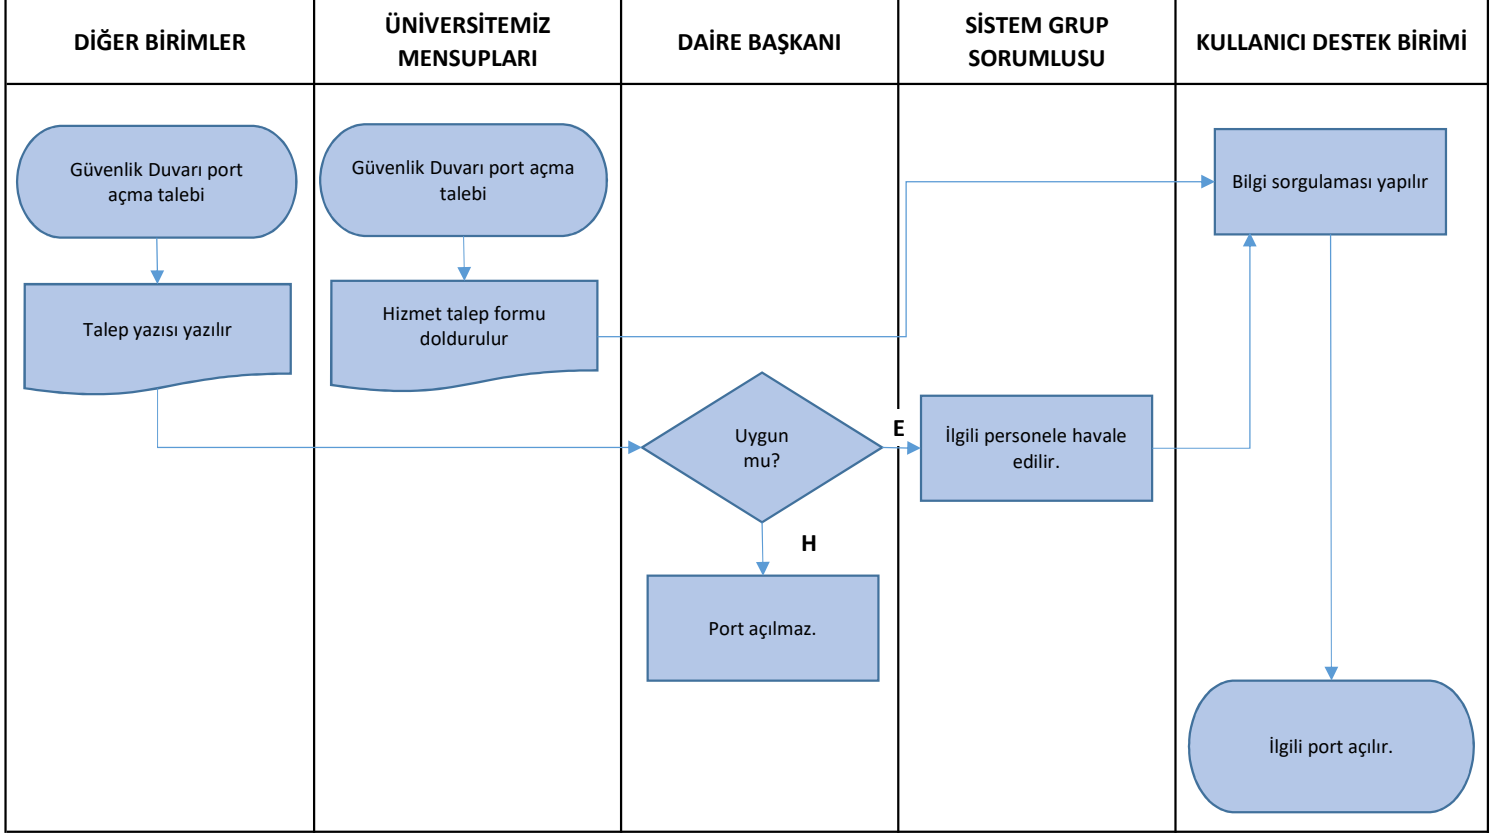 DİĞER BİRİMLER
ÜNİVERSİTEMİZ
MENSUPLARI
DAİRE BAŞKANI
SİSTEM GRUP
SORUMLUSU
KULLANICI DESTEK BİRİMİ
Güvenlik Duvarı port
açma talebi
Güvenlik Duvarı port açma
talebi
Bilgi sorgulaması yapılır
Talep yazısı yazılır
Hizmet talep formu
doldurulur
Uygun
mu?
E
İlgili personele havale
edilir.
H
Port açılmaz.
İlgili port açılır.